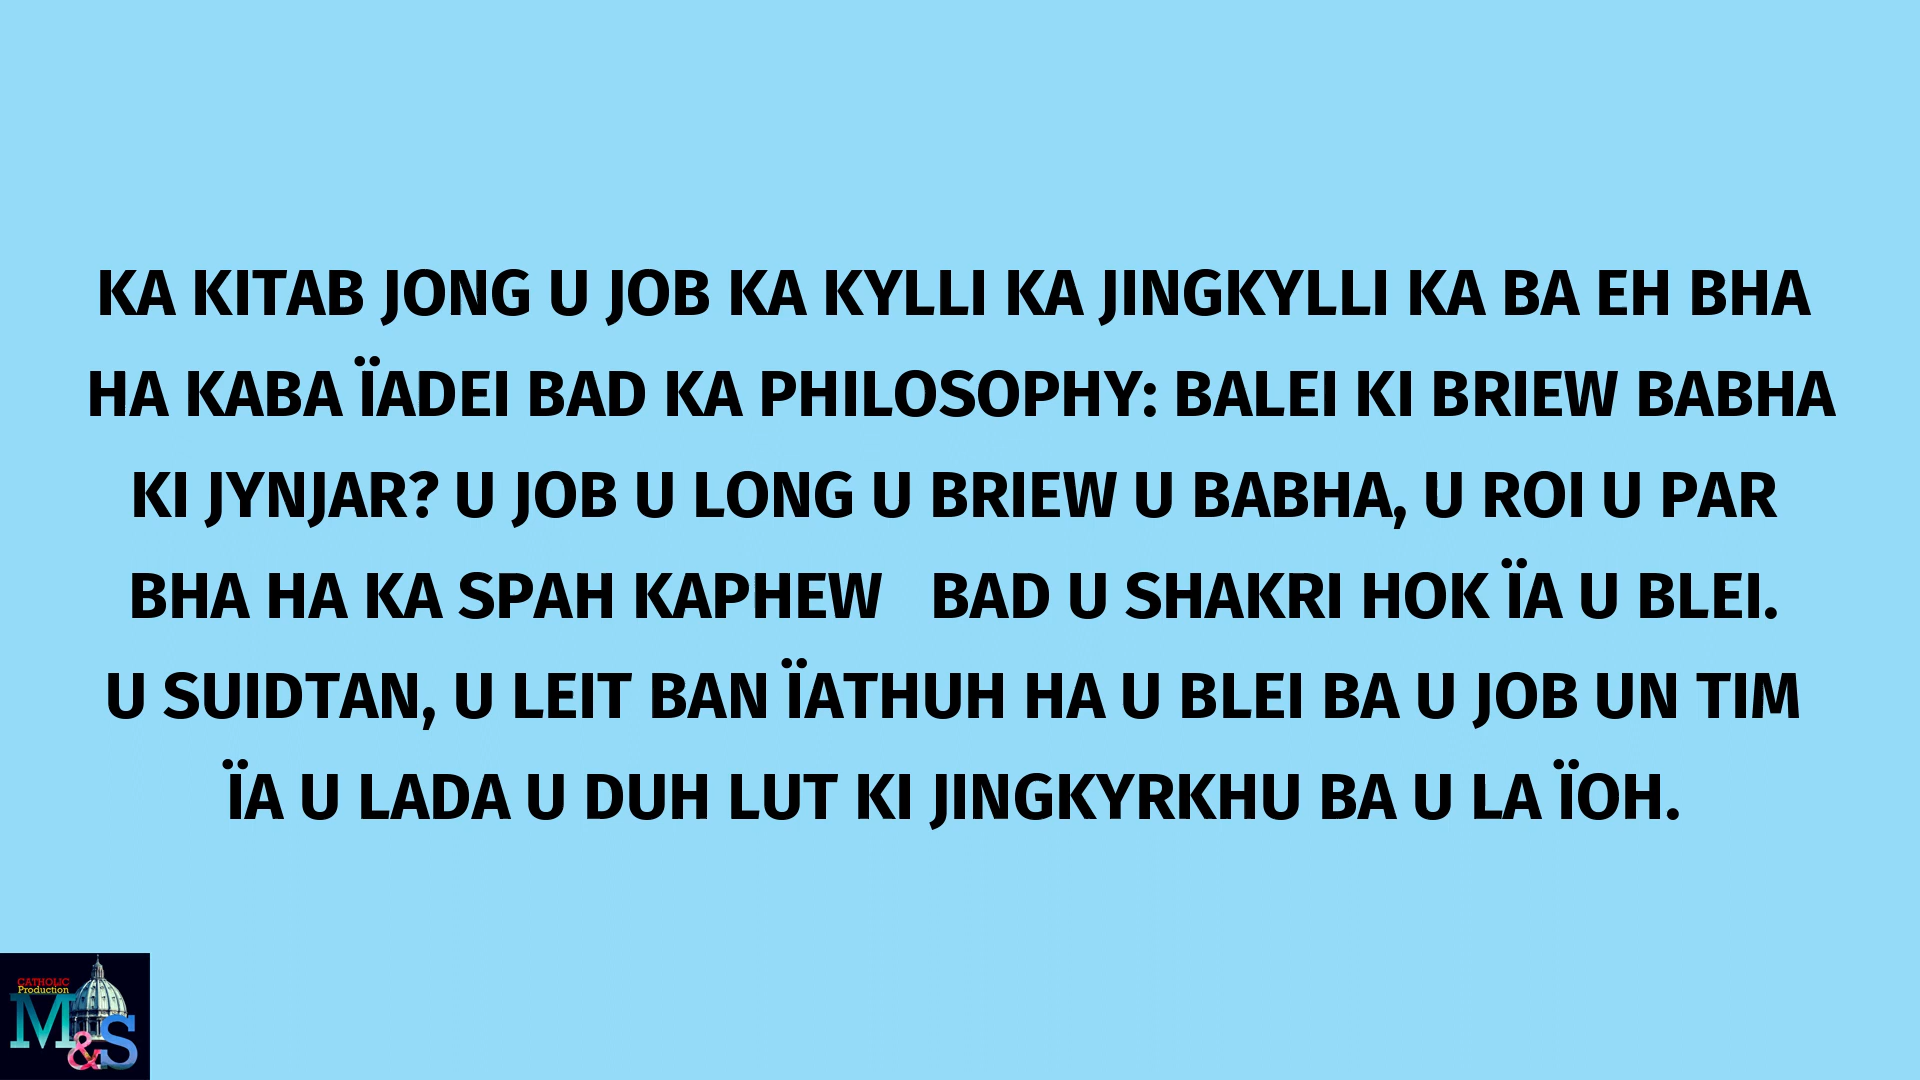 KA KITAB JONG U JOB KA KYLLI KA JINGKYLLI KA BA EH BHA
HA KABA ÏADEI BAD KA PHILOSOPHY: BALEI KI BRIEW BABHA
KI JYNJAR? U JOB U LONG U BRIEW U BABHA, U ROI U PAR
BHA HA KA SPAH KAPHEW BAD U SHAKRI HOK ÏA U BLEI.
U SUIDTAN, U LEIT BAN ÏATHUH HA U BLEI BA U JOB UN TIM
ÏA U LADA U DUH LUT KI JINGKYRKHU BA U LA ÏOH.
CATHOLIC
Production
M&S